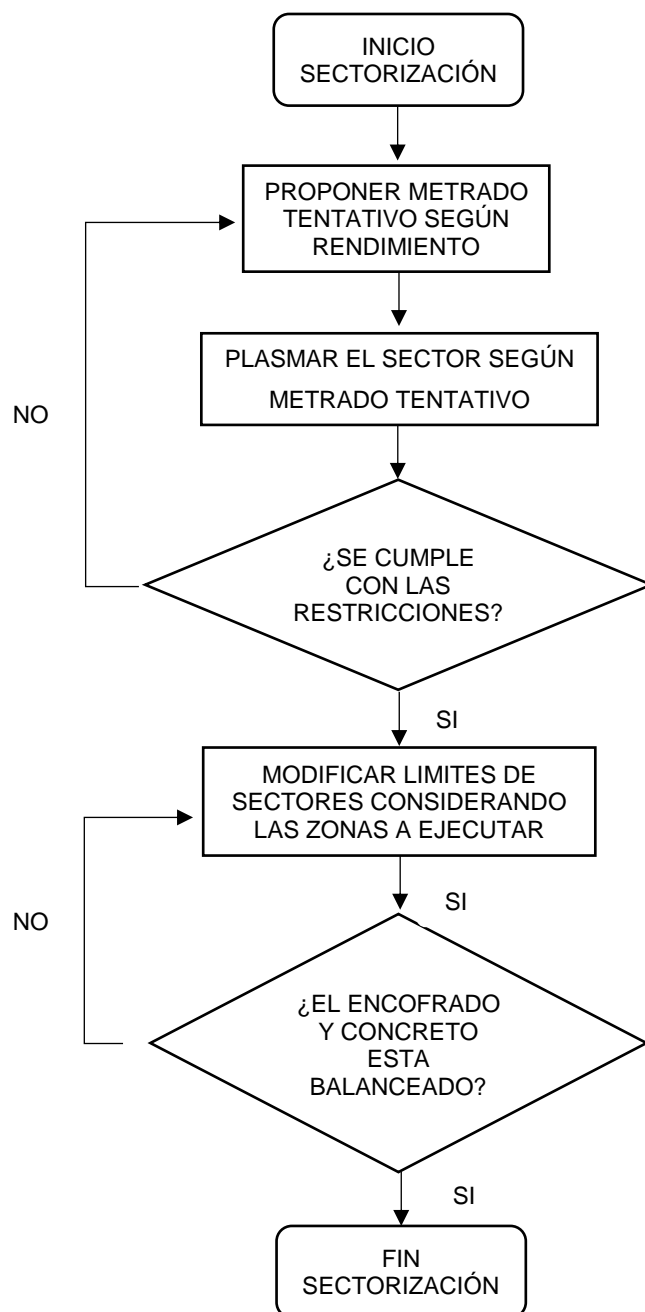 INICIO
SECTORIZACIÓN
PROPONER METRADO
TENTATIVO SEGÚN
RENDIMIENTO
PLASMAR EL SECTOR SEGÚN
METRADO TENTATIVO
NO
¿SE CUMPLE
CON LAS
RESTRICCIONES?
SI
MODIFICAR LIMITES DE
SECTORES CONSIDERANDO
LAS ZONAS A EJECUTAR
SI
NO
¿EL ENCOFRADO
Y CONCRETO
ESTA
BALANCEADO?
SI
FIN
SECTORIZACIÓN